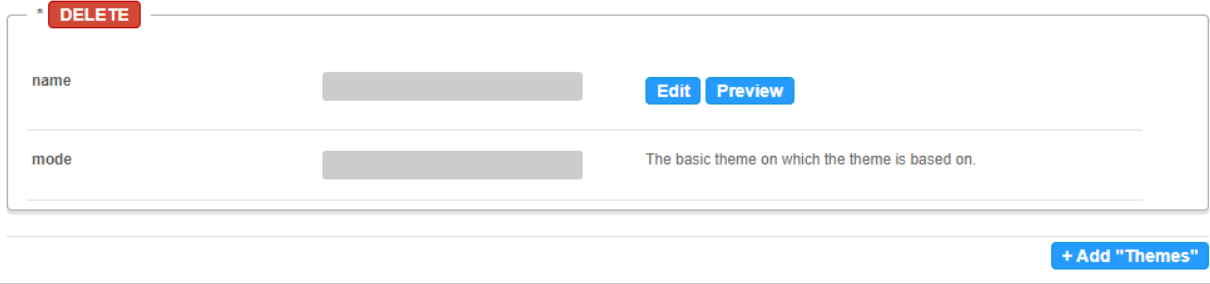 * DELETE
name
Edit Preview
mode
The basic theme on which the theme is based on.
+ Add "Themes"